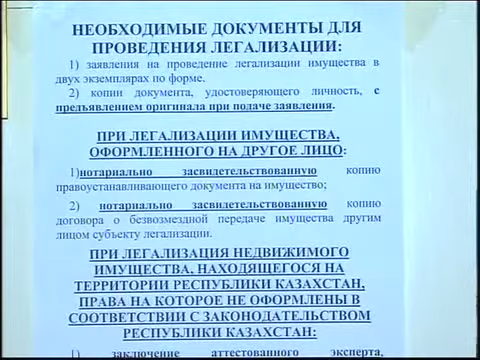 НЕОБХОДИМЫЕ ДОКУМЕНТЫ ДЛЯ
ПРОВЕДЕНИЯ ЛЕГАЛИЗАЦИИ:
1) заявления на проведение легализации имущества в
двух экземплярах по форме.
2) копии документа, удостоверяющего личность, с
предъявлением оригинала при подаче заявления.
ПРИ ЛЕГАЛИЗАЦИИ ИМУЩЕСТВА,
ОФОРМЛЕННОГО НА ДРУГОЕ ЛИЦО:
1)нотариально засвидетельствованную копию
правоустанавливающего документа на имущество;
2) нотариально засвидетельствованную копию
договора о безвозмездной передаче имущества другим
лицом субъекту легализации.
ПРИ ЛЕГАЛИЗАЦИЯ НЕДВИЖИМОГО
ИМУЩЕСТВА, НАХОДЯЩЕГОСЯ НА
ТЕРРИТОРИИ РЕСПУБЛИКИ КАЗАХСТАН,
ПРАВА НА КОТОРОЕ НЕ ОФОРМЛЕНЫ В
СООТВЕТСТВИИ С ЗАКОНОДАТЕЛЬСТВОМ
РЕСПУБЛИКИ КАЗАХСТАН:
1) заключение аттестованного эксперта,